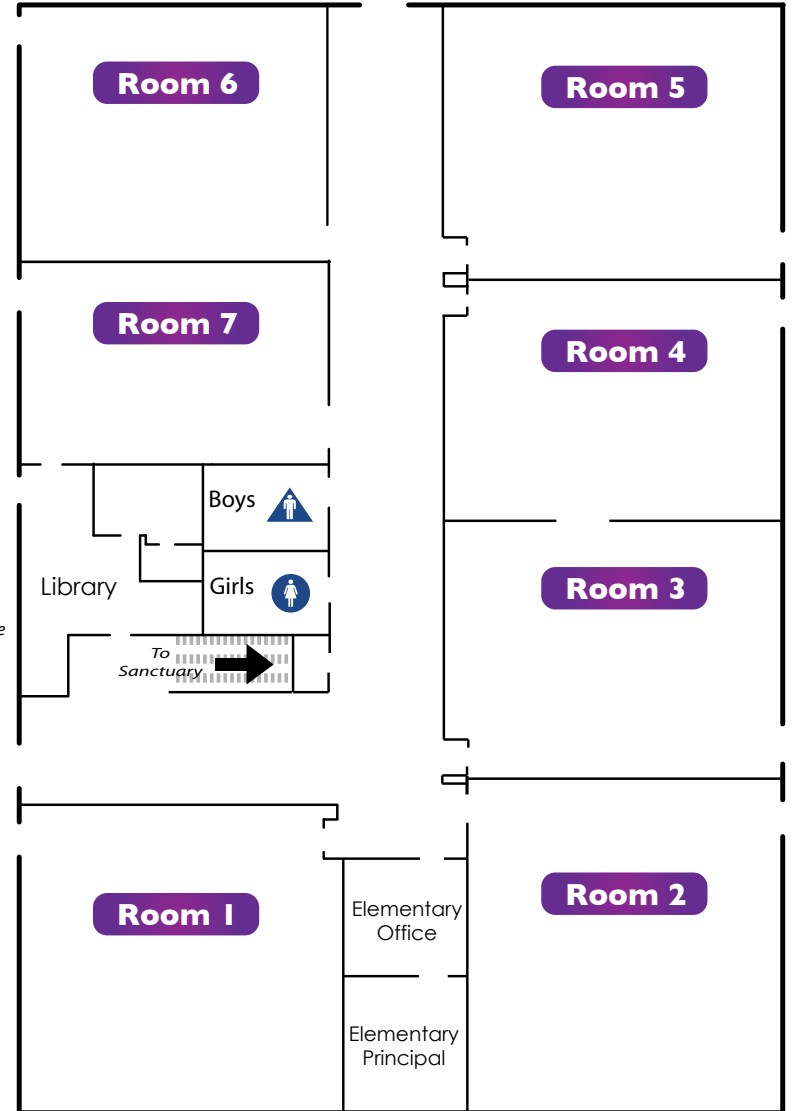 Room 6
Room 5
Room 7
Room 4
Boys
Library
Girls
Room 3
To
Sanctuary
Room 1
Elementary
Office
Room 2
Elementary
Principal